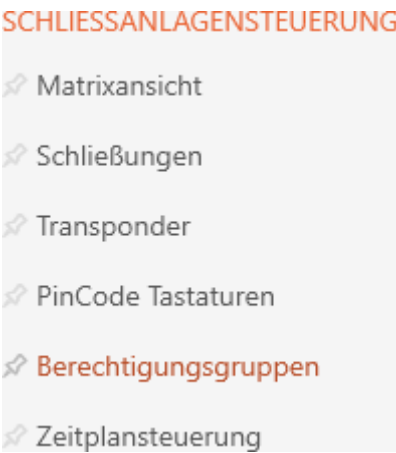 SCHLIESSANLAGENSTEUERUNG
Matrixansicht
Schließungen
Transponder
PinCode Tastaturen
Berechtigungsgruppen
Zeitplansteuerung